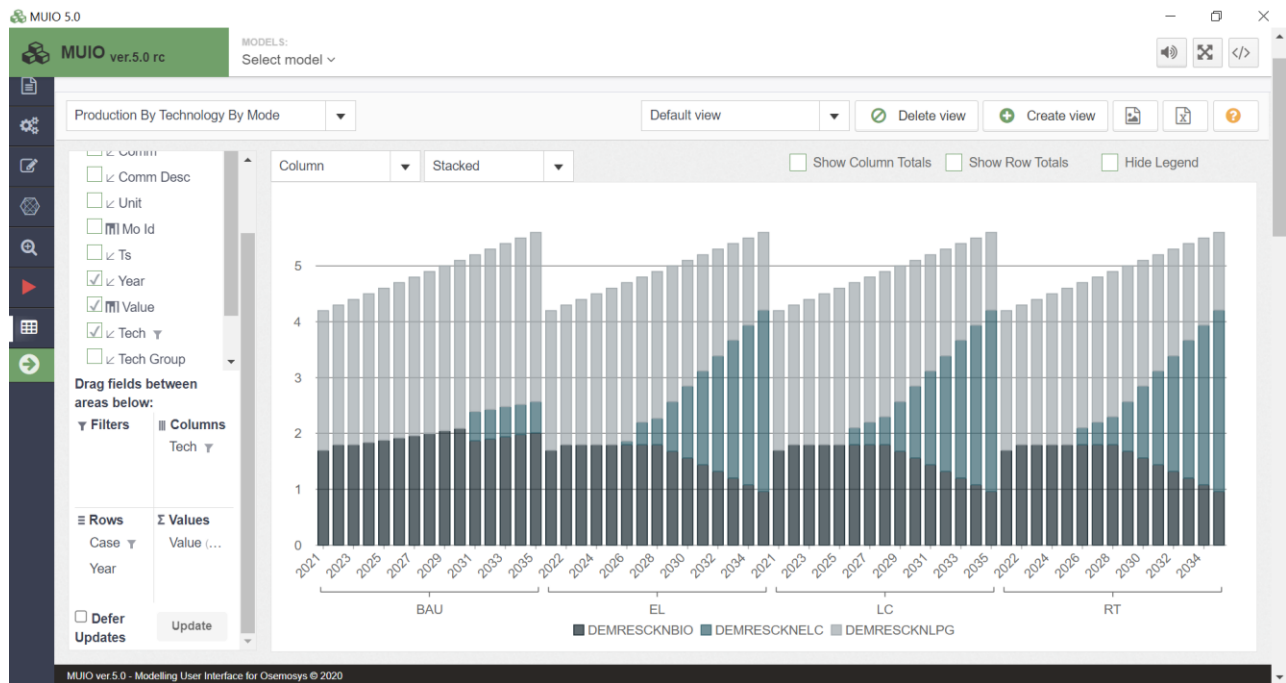 MUIO 5.0
MUIO ver.5.0 rc
MODELS:
Select model
Production By Technology By Mode
Default view
Delete view
Create view
Comm
Comm Desc
Unit
Mo Id
Ts
Year
Value
Tech
Tech Group
Drag fields between
areas below:
Filters
Columns
Tech
Rows
Values
Case
Value (...
Year
Defer
Updates
Update
Column
Stacked
Show Column Totals
Show Row Totals
Hide Legend
5
4
3
2
1
0
2021 2023 2025 2027 2029 2031 2033 2035 2022 2024 2026 2028 2030 2032 2034 2021 2023 2025 2027 2029 2031 2033 2035 2022 2024 2026 2028 2030 2032 2034
BAU EL LC RT
DEMRESCKNBIO DEMRESCKNELC DEMRESCKNLPG
MUIO ver.5.0 - Modelling User Interface for Osemosys © 2020